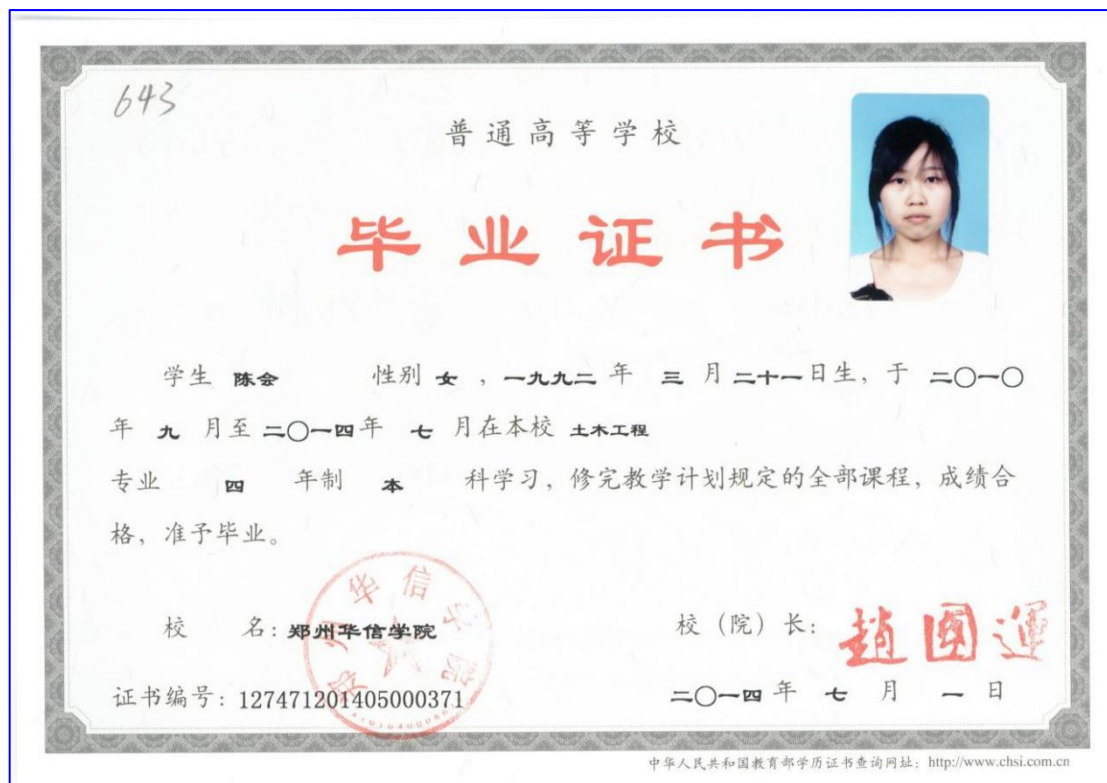 643
普通高等学校
毕业证书
学生 陈会 性别 女 ，一九九二 年 三 月 二十一日生，于 二〇一〇
年 九 月至 二〇一四年 七 月在本校 土木工程
专业 四 年制 本 科学习，修完教学计划规定的全部课程，成绩合
格，准予毕业。
郑州华信学院
校 名：郑州华信学院
校（院）长：
证书编号：127471201405000371
二〇一四 年 七 月 一 日
中华人民共和国教育部学历证书查询网址：http://www.chsi.com.cn